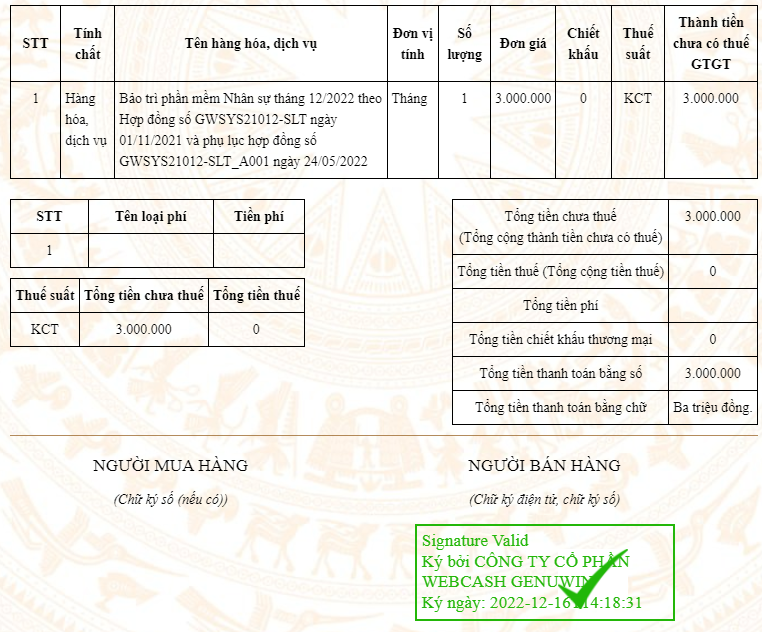 STT
Tính chất
Tên hàng hóa, dịch vụ
Đơn vị tính
Số lượng
Đơn giá
Chiết khấu
Thuế suất
Thành tiền chưa có thuế GTGT
1
Hàng hóa, dịch vụ
Bảo trì phần mềm Nhân sự tháng 12/2022 theo
Hợp đồng số GWSYS21012-SLT ngày
01/11/2021 và phụ lục hợp đồng số
GWSYS21012-SLT_A001 ngày 24/05/2022
Tháng
1
3.000.000
0
KCT
3.000.000
STT
Tên loại phí
Tiền phí
1
Thuế suất
Tổng tiền chưa thuế
Tổng tiền thuế
KCT
3.000.000
0
Tổng tiền chưa thuế
(Tổng cộng thành tiền chưa có thuế)
3.000.000
Tổng tiền thuế (Tổng cộng tiền thuế)
0
Tổng tiền phí
Tổng tiền chiết khấu thương mại
0
Tổng tiền thanh toán bằng số
3.000.000
Tổng tiền thanh toán bằng chữ
Ba triệu đồng.
NGƯỜI MUA HÀNG
(Chữ ký số (nếu có))
NGƯỜI BÁN HÀNG
(Chữ ký điện tử, chữ ký số)
Signature Valid
Ký bởi CÔNG TY CỔ PHẦN
WEBCASH GENUWIN
Ký ngày: 2022-12-16T14:18:31